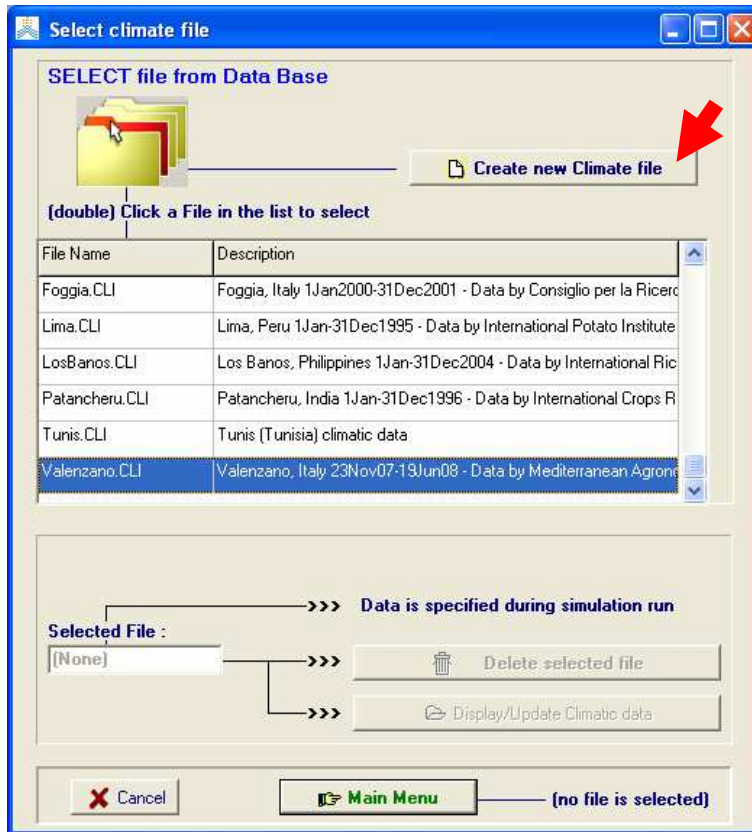 Select climate file
SELECT file from Data Base
Create new Climate file
(double) Click a File in the list to select
File Name Description
Foggia.CLI Foggia, Italy 1Jan2000-31Dec2001 - Data by Consiglio per la Ricerc
Lima.CLI Lima, Peru 1Jan-31Dec1995 - Data by International Potato Institute
LosBanos.CLI Los Banos, Philippines 1Jan-31Dec2004 - Data by International Ric
Patancheru.CLI Patancheru, India 1Jan-31Dec1996 - Data by International Crops R
Tunis.CLI Tunis (Tunisia) climatic data
Valenzano.CLI Valenzano, Italy 23Nov07-19Jun08 - Data by Mediterranean Agrono
>>> Data is specified during simulation run
Selected File :
(None) >>> Delete selected file
>>> Display/Update Climatic data
Cancel Main Menu (no file is selected)